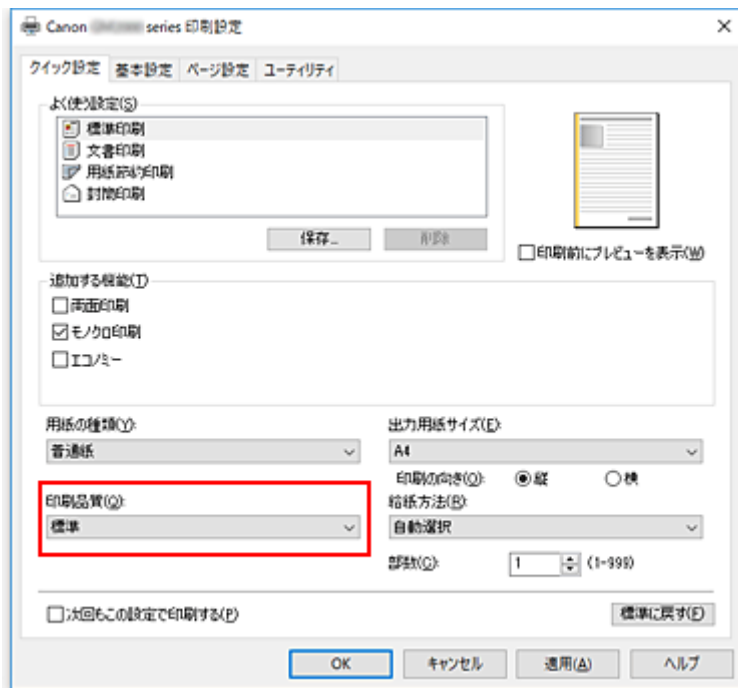 Canon series 印刷設定
クイック設定 基本設定 ページ設定 ユーティリティ
よく使う設定(S)
標準印刷
文書印刷
用紙節約印刷
封筒印刷
保存... 削除
印刷前にプレビューを表示(W)
追加する機能(T)
両面印刷
モノクロ印刷
エコノミー
用紙の種類(Y): 出力用紙サイズ(E):
普通紙 A4
印刷の向き(O): 縦 横
印刷品質(Q): 給紙方法(R):
標準 自動選択
部数(C): 1 (1-999)
次回もこの設定で印刷する(P) 標準に戻す(F)
OK キャンセル 適用(A) ヘルプ